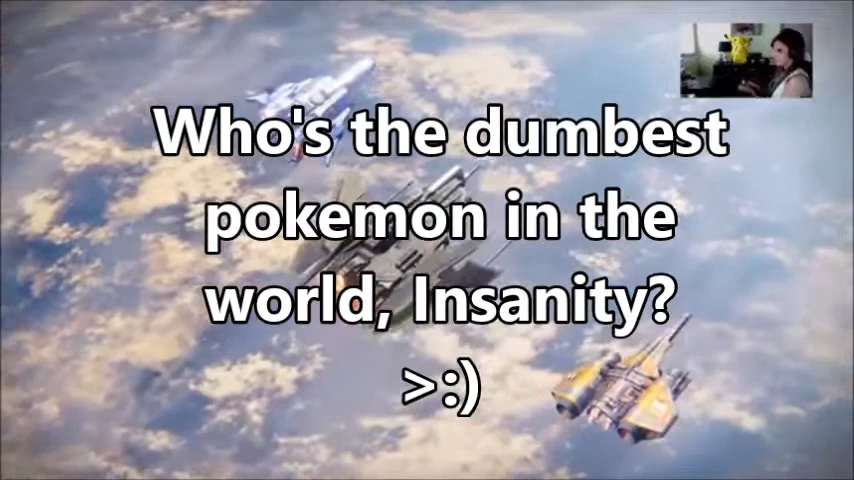 Who's the dumbest
pokemon in the
world, Insanity?
>:)